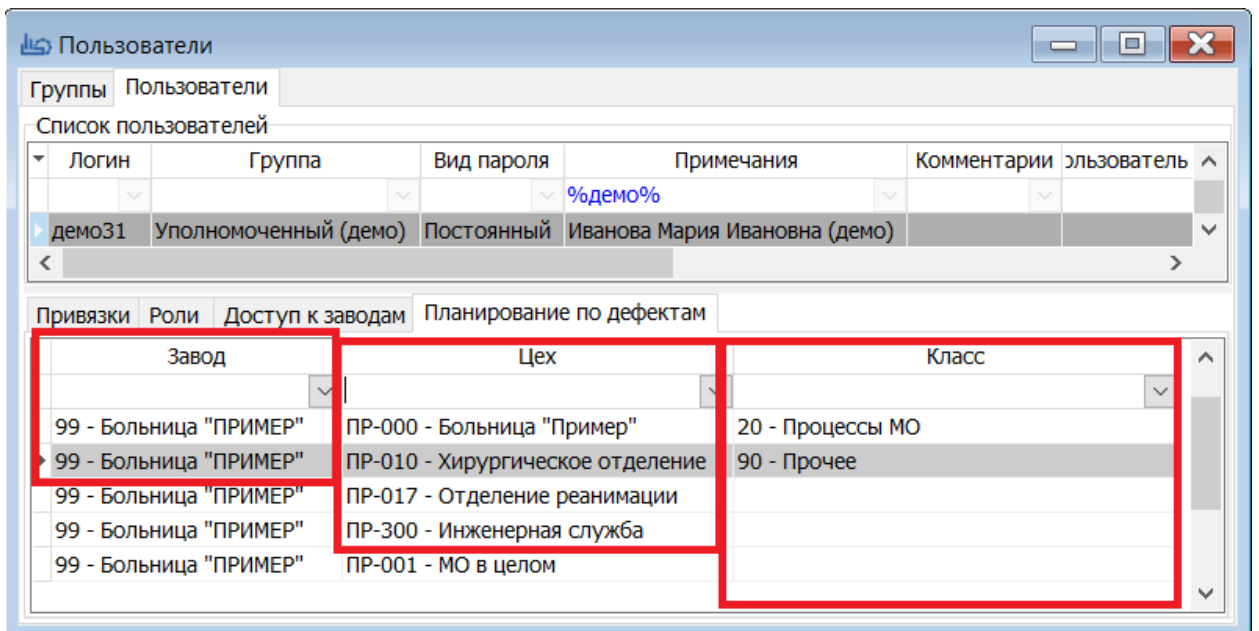 Пользователи
Группы Пользователи
Список пользователей
Логин Группа Вид пароля Примечания Комментарии ользователь
%демо%
демо31 Уполномоченный (демо) Постоянный Иванова Мария Ивановна (демо)
Привязки Роли Доступ к заводам Планирование по дефектам
Завод Цех Класс
99 - Больница "ПРИМЕР" ПР-000 - Больница "Пример" 20 - Процессы МО
99 - Больница "ПРИМЕР" ПР-010 - Хирургическое отделение 90 - Прочее
99 - Больница "ПРИМЕР" ПР-017 - Отделение реанимации
99 - Больница "ПРИМЕР" ПР-300 - Инженерная служба
99 - Больница "ПРИМЕР" ПР-001 - МО в целом